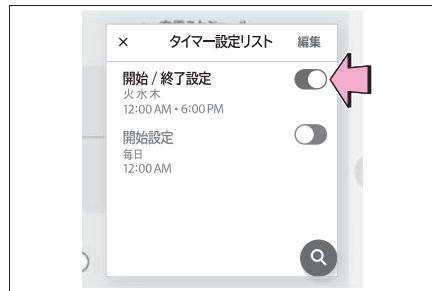 × タイマー設定リスト 編集
開始 / 終了設定
火水木
12:00 AM・6:00 PM
開始設定
毎日
12:00 AM